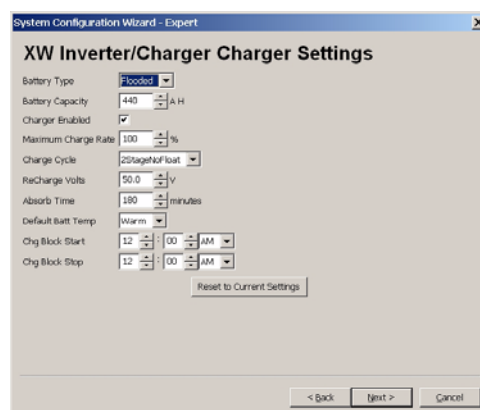 System Configuration Wizard - Expert
XW Inverter/Charger Charger Settings
Battery Type Flooded
Battery Capacity 440 A H
Charger Enabled
Maximum Charge Rate 100 %
Charge Cycle 2StageNoFloat
ReCharge Volts 50.0 V
Absorb Time 180 minutes
Default Batt Temp Warm
Chg Block Start 12 : 00 AM
Chg Block Stop 12 : 00 AM
Reset to Current Settings
< Back Next > Cancel